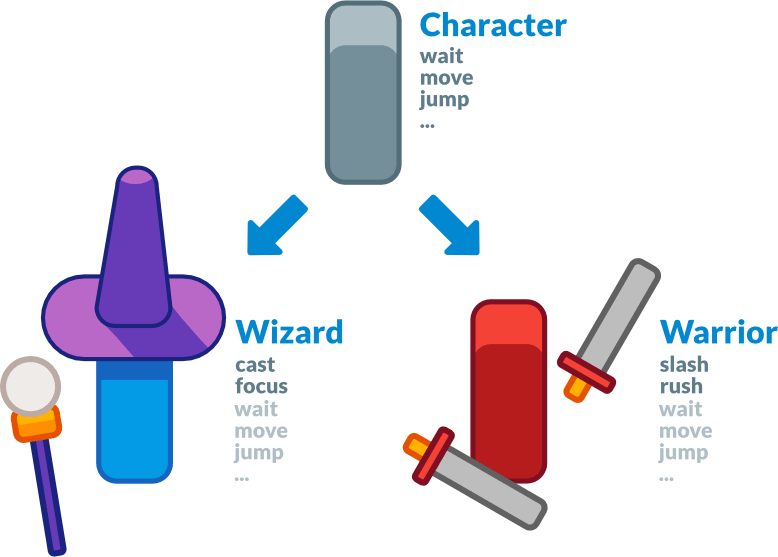 Character
wait
move
jump
...
Wizard
cast
focus
wait
move
jump
...
Warrior
slash
rush
wait
move
jump
...